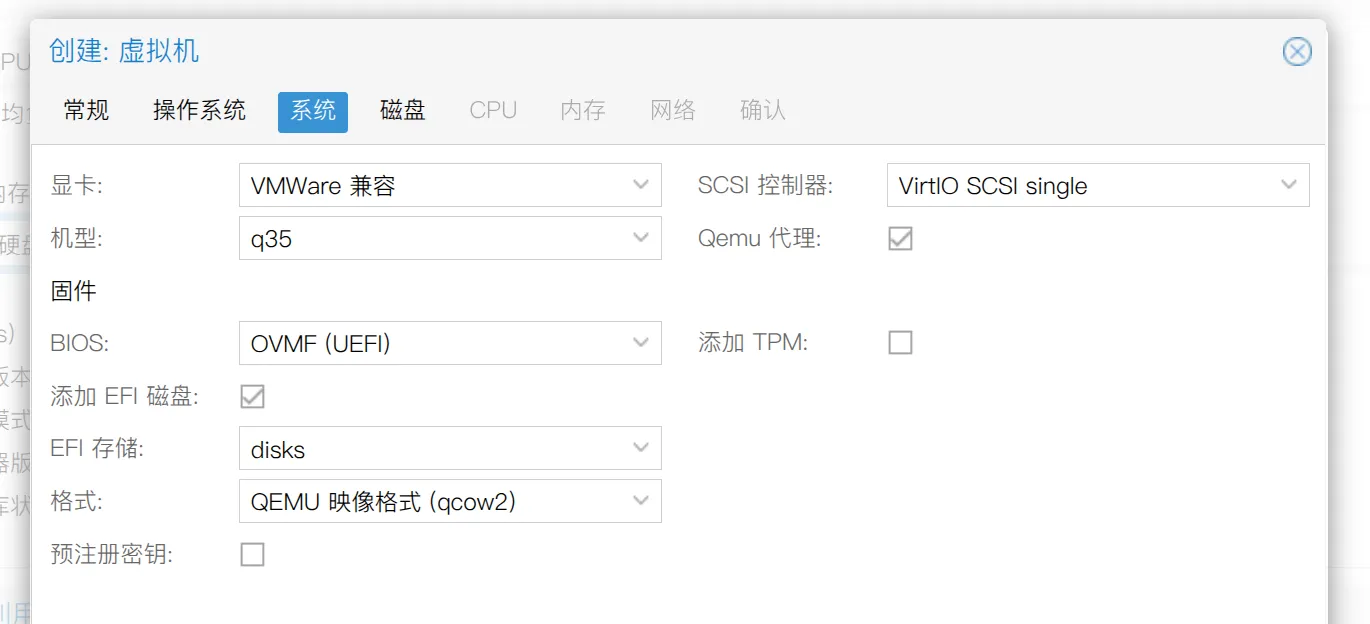 创建: 虚拟机
常规 操作系统 系统 磁盘 CPU 内存 网络 确认
显卡: VMWare 兼容 SCSI 控制器: VirtIO SCSI single
机型: q35 Qemu 代理:
固件
BIOS: OVMF (UEFI) 添加 TPM:
添加 EFI 磁盘:
EFI 存储: disks
格式: QEMU 映像格式 (qcow2)
预注册密钥: